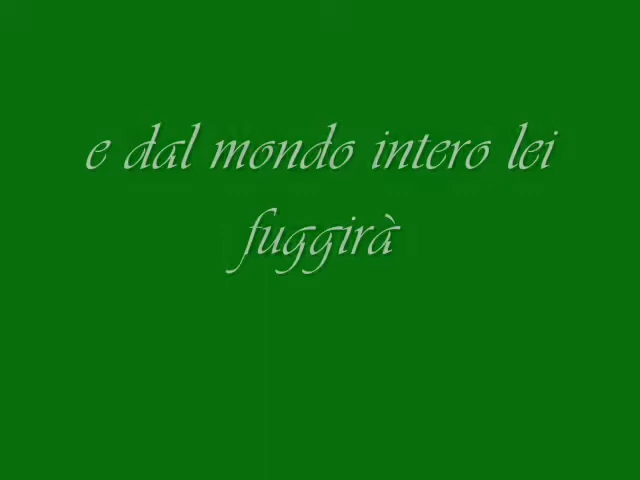 e dal mondo intero lei
fuggirà